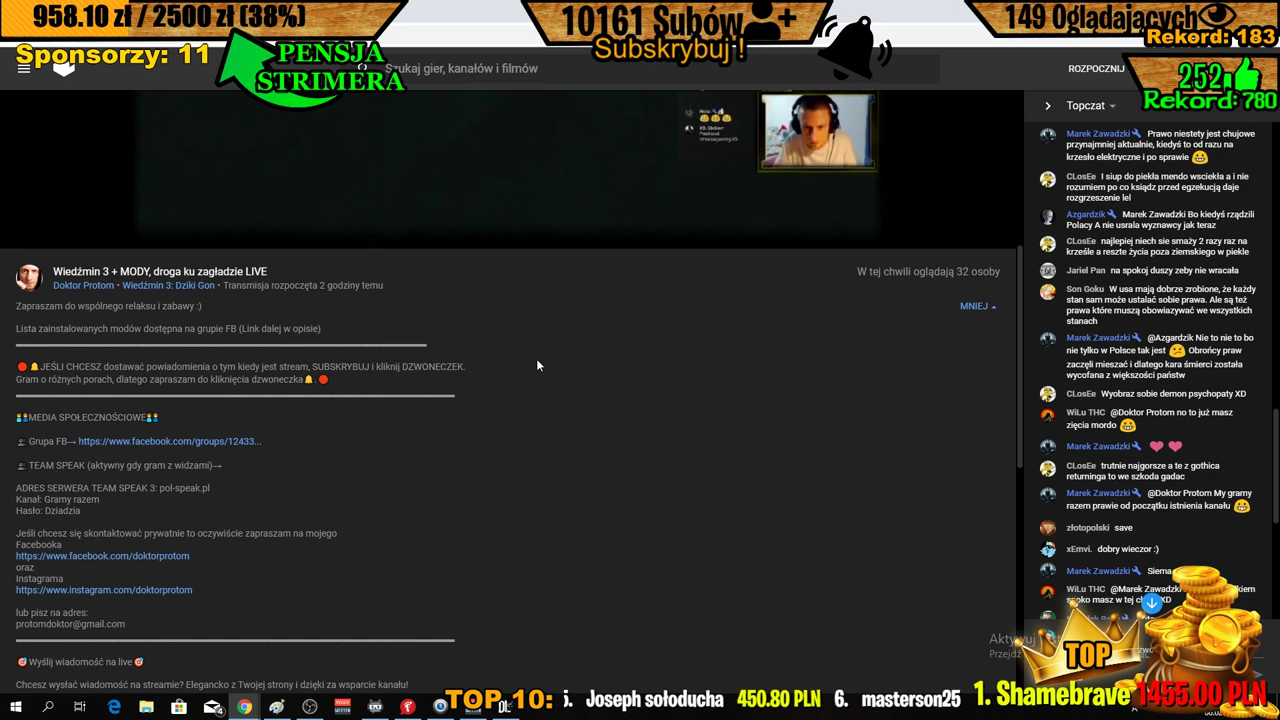 958.10 zł / 2500 zł (38%)
10161 Subów
Subskrybuj !
149 Oglądających
Rekord: 183
Sponsorzy: 11
PENSJA
STRIMERA
Szukaj gier, kanałów i filmów
ROZPOCZNIJ
252
Rekord: 780
Topczat
Marek Zawadzki Prawo niestety jest chujowe
przynajmniej aktualnie, kiedyś to od razu na
krzesło elektryczne i po sprawie
CLosEe I siup do piekła mendo wsciekła a i nie
rozumiem po co ksiądz przed egzekucją daje
rozgrzeszenie lel
Azgardzik Marek Zawadzki Bo kiedyś rządzili
Polacy A nie usrala wyznawcy jak teraz
CLosEe najlepiej niech sie smaży 2 razy raz na
krześle a reszte życia poza ziemskiego w piekle
Jariel Pan na spokoj duszy zeby nie wracała
Son Goku W usa mają dobrze zrobione, że każdy
stan sam może ustalać sobie prawa. Ale są też
prawa które muszą obowiazywać we wszystkich
stanach
Marek Zawadzki @Azgardzik Nie to nie to bo
nie tylko w Polsce tak jest Obrońcy praw
zaczęli mieszać i dlatego kara śmierci została
wycofana z większości państw
CLosEe Wyobraz sobie demon psychopaty XD
WiLu THC @Doktor Protom no to już masz
zięcia mordo
Marek Zawadzki
CLosEe trutnie najgorsze a te z gothica
returninga to we szkoda gadac
Marek Zawadzki @Doktor Protom My gramy
razem prawie od początku istnienia kanału
złotopolski save
xEmvi. dobry wieczor :)
Marek Zawadzki Siema
WiLu THC @Marek Zawadzki
Wiedźmin 3 + MODY, droga ku zagładzie LIVE
W tej chwili oglądają 32 osoby
Doktor Protom • Wiedźmin 3: Dziki Gon • Transmisja rozpoczęta 2 godziny temu
Zapraszam do wspólnego relaksu i zabawy :)
MNIEJ
Lista zainstalowanych modów dostępna na grupie FB (Link dalej w opisie)
JEŚLI CHCESZ dostawać powiadomienia o tym kiedy jest stream, SUBSKRYBUJ i kliknij DZWONECZEK.
Gram o różnych porach, dlatego zapraszam do kliknięcia dzwoneczka
MEDIA SPOŁECZNOŚCIOWE
Grupa FB→ https://www.facebook.com/groups/12433...
TEAM SPEAK (aktywny gdy gram z widzami)→
ADRES SERWERA TEAM SPEAK 3: pol-speak.pl
Kanał: Gramy razem
Hasło: Dziadzia
Jeśli chcesz się skontaktować prywatnie to oczywiście zapraszam na mojego
Facebooka
https://www.facebook.com/doktorprotom
oraz
Instagrama
https://www.instagram.com/doktorprotom
lub pisz na adres:
protomdoktor@gmail.com
Wyślij wiadomość na live
Chcesz wysłać wiadomość na streamie? Elegancko z Twojej strony i dzięki za wsparcie kanału!
TOP
TOP 10:
Joseph sołoducha 450.80 PLN 6. masterson25
1. Shamebrave 1455.00 PLN